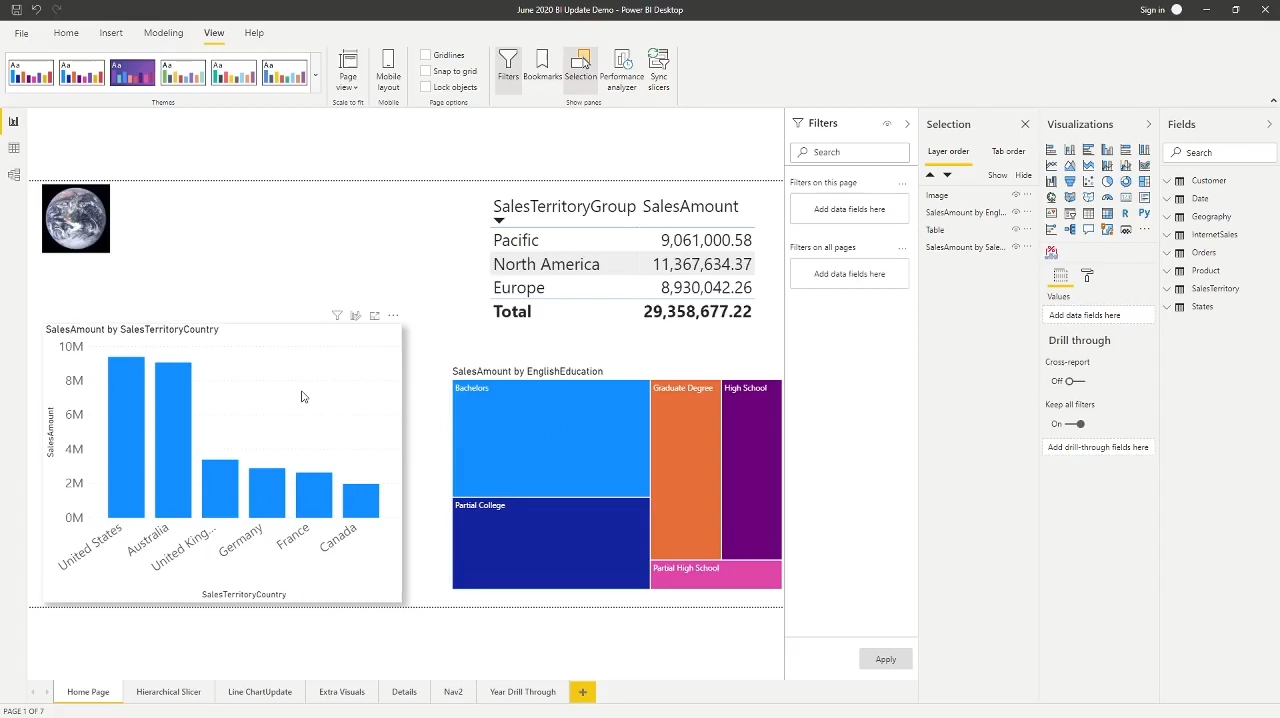 June 2020 BI Update Demo - Power BI Desktop
Sign in
File
Home
Insert
Modeling
View
Help
Aa
Aa
Aa
Aa
Aa
Aa
Themes
Page
view
Scale to fit
Mobile
layout
Mobile
Gridlines
Snap to grid
Lock objects
Page options
Filters
Bookmarks
Selection
Performance
analyzer
Sync
slicers
Show panes
SalesTerritoryGroup SalesAmount
Pacific 9,061,000.58
North America 11,367,634.37
Europe 8,930,042.26
Total 29,358,677.22
SalesAmount by SalesTerritoryCountry
10M
8M
6M
4M
2M
0M
SalesAmount
United States
Australia
United King...
Germany
France
Canada
SalesTerritoryCountry
SalesAmount by EnglishEducation
Bachelors
Graduate Degree
High School
Partial College
Partial High School
Filters
Search
Filters on this page
...
Add data fields here
Filters on all pages
...
Add data fields here
Apply
Selection
Layer order
Tab order
Show
Hide
Image
SalesAmount by Engl...
Table
SalesAmount by Sale...
Visualizations
R
Py
Values
Add data fields here
Drill through
Cross-report
Off
Keep all filters
On
Add drill-through fields here
Fields
Search
Customer
Date
Geography
InternetSales
Orders
Product
SalesTerritory
States
Home Page
Hierarchical Slicer
Line ChartUpdate
Extra Visuals
Details
Nav2
Year Drill Through
PAGE 1 OF 7